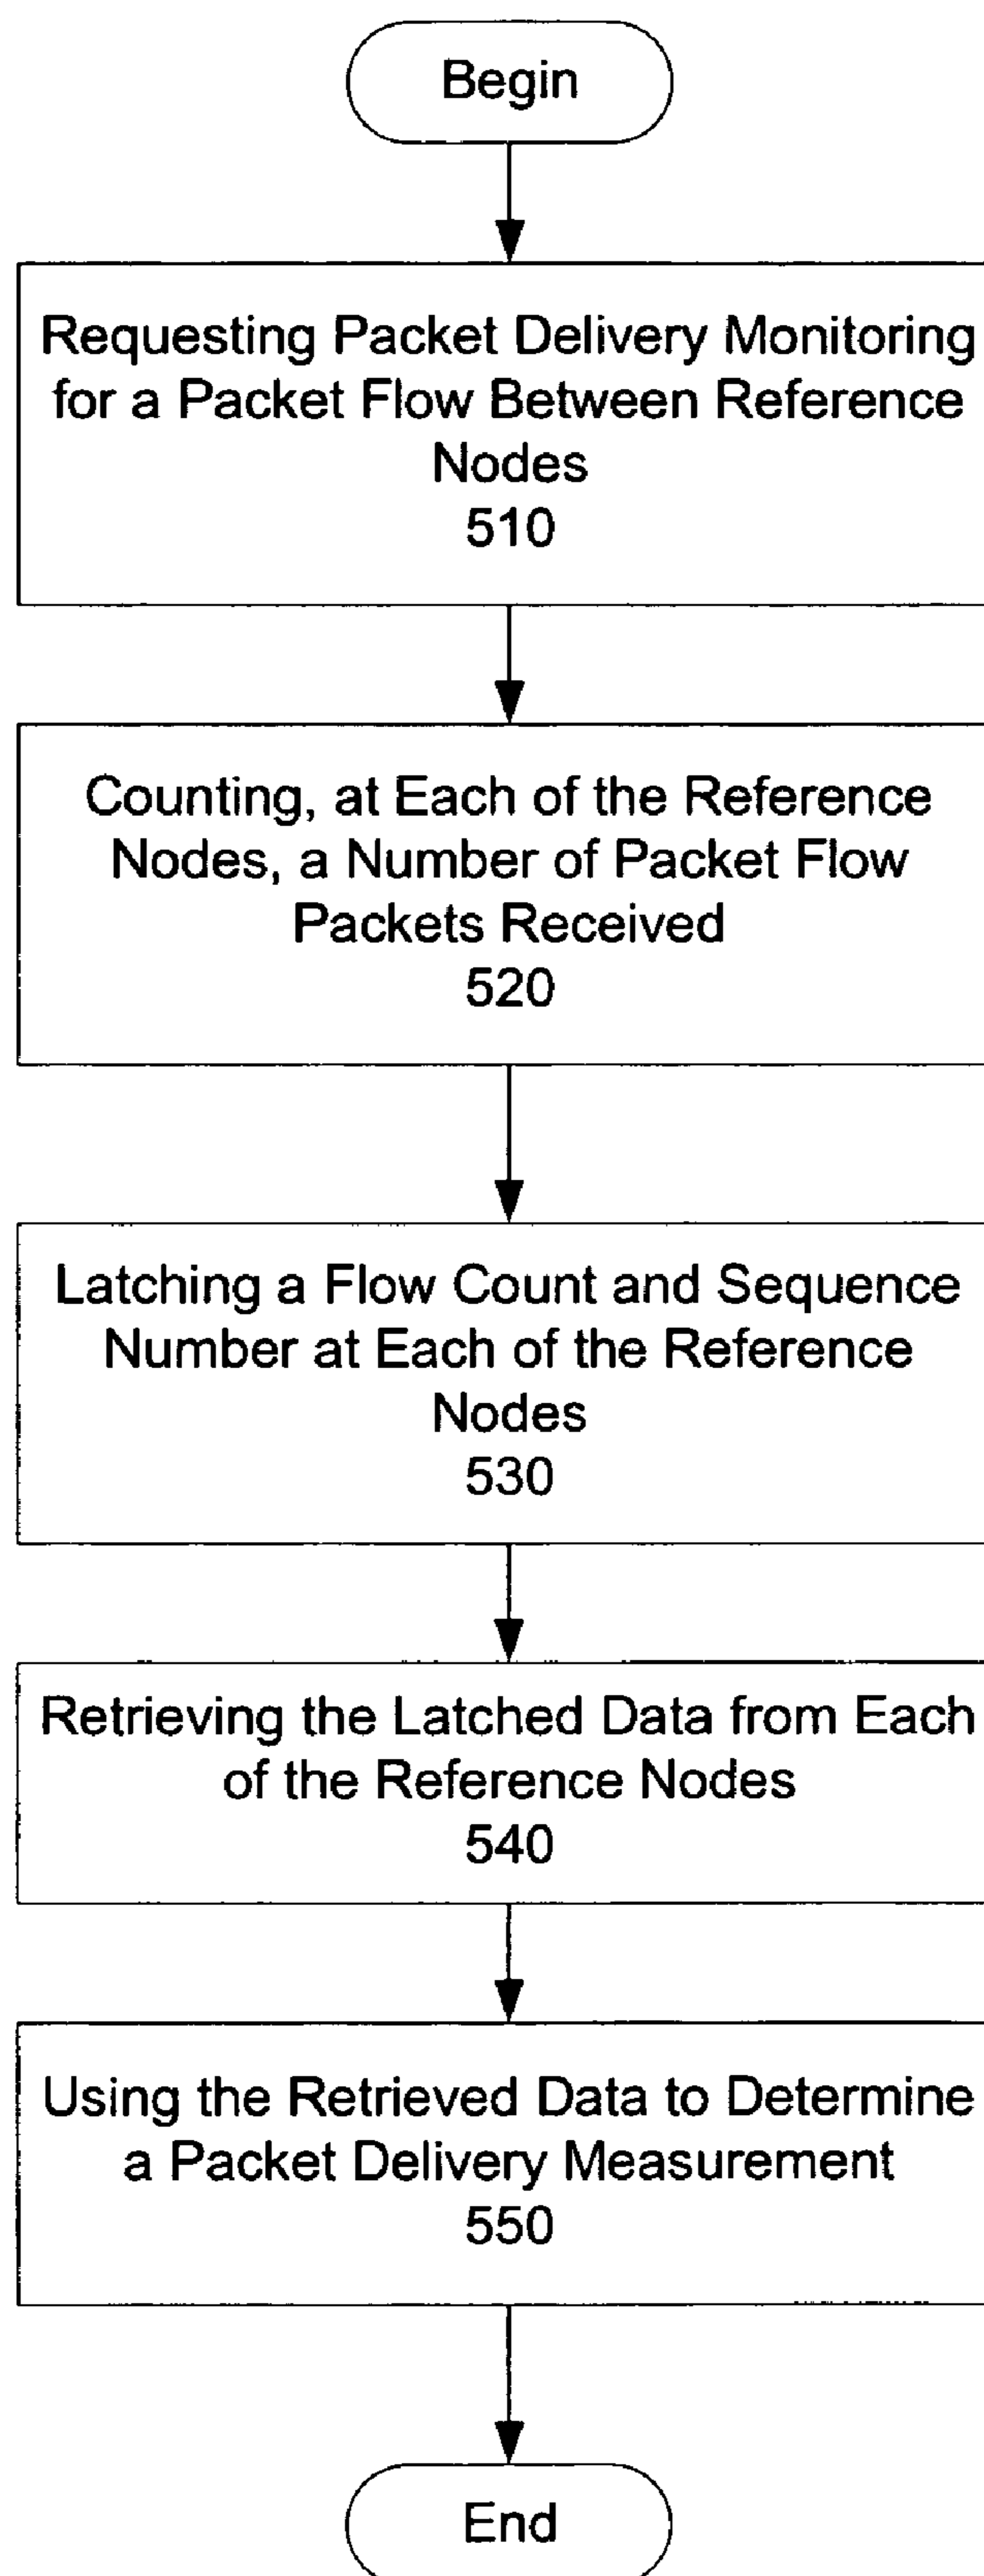 Begin
Requesting Packet Delivery Monitoring
for a Packet Flow Between Reference
Nodes
510
Counting, at Each of the Reference
Nodes, a Number of Packet Flow
Packets Received
520
Latching a Flow Count and Sequence
Number at Each of the Reference
Nodes
530
Retrieving the Latched Data from Each
of the Reference Nodes
540
Using the Retrieved Data to Determine
a Packet Delivery Measurement
550
End